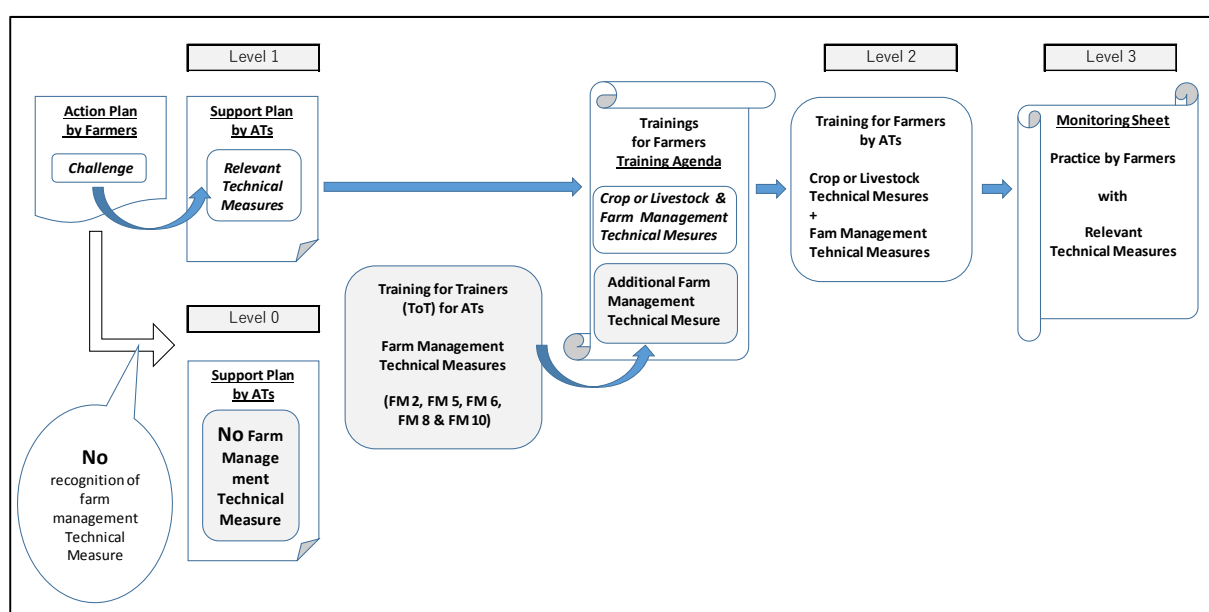 Level 1
Level 2
Level 3
Action Plan
by Farmers
Challenge
Support Plan
by ATs
Relevant
Technical
Measures
Trainings
for Farmers
Training Agenda
Crop or Livestock &
Farm Management
Technical Mesures
Additional Farm
Management
Technical Mesure
Training for Farmers
by ATs
Crop or Livestock
Technical Mesures
+
Fam Management
Tehnical Measures
Monitoring Sheet
Practice by Farmers
with
Relevant
Technical Measures
Training for Trainers
(ToT) for ATs
Farm Management
Technical Measures
(FM 2, FM 5, FM 6,
FM 8 & FM 10)
Level 0
Support Plan
by ATs
No Farm
Manage
ment
Technical
Measure
No
recognition of
farm
management
Technical
Measure